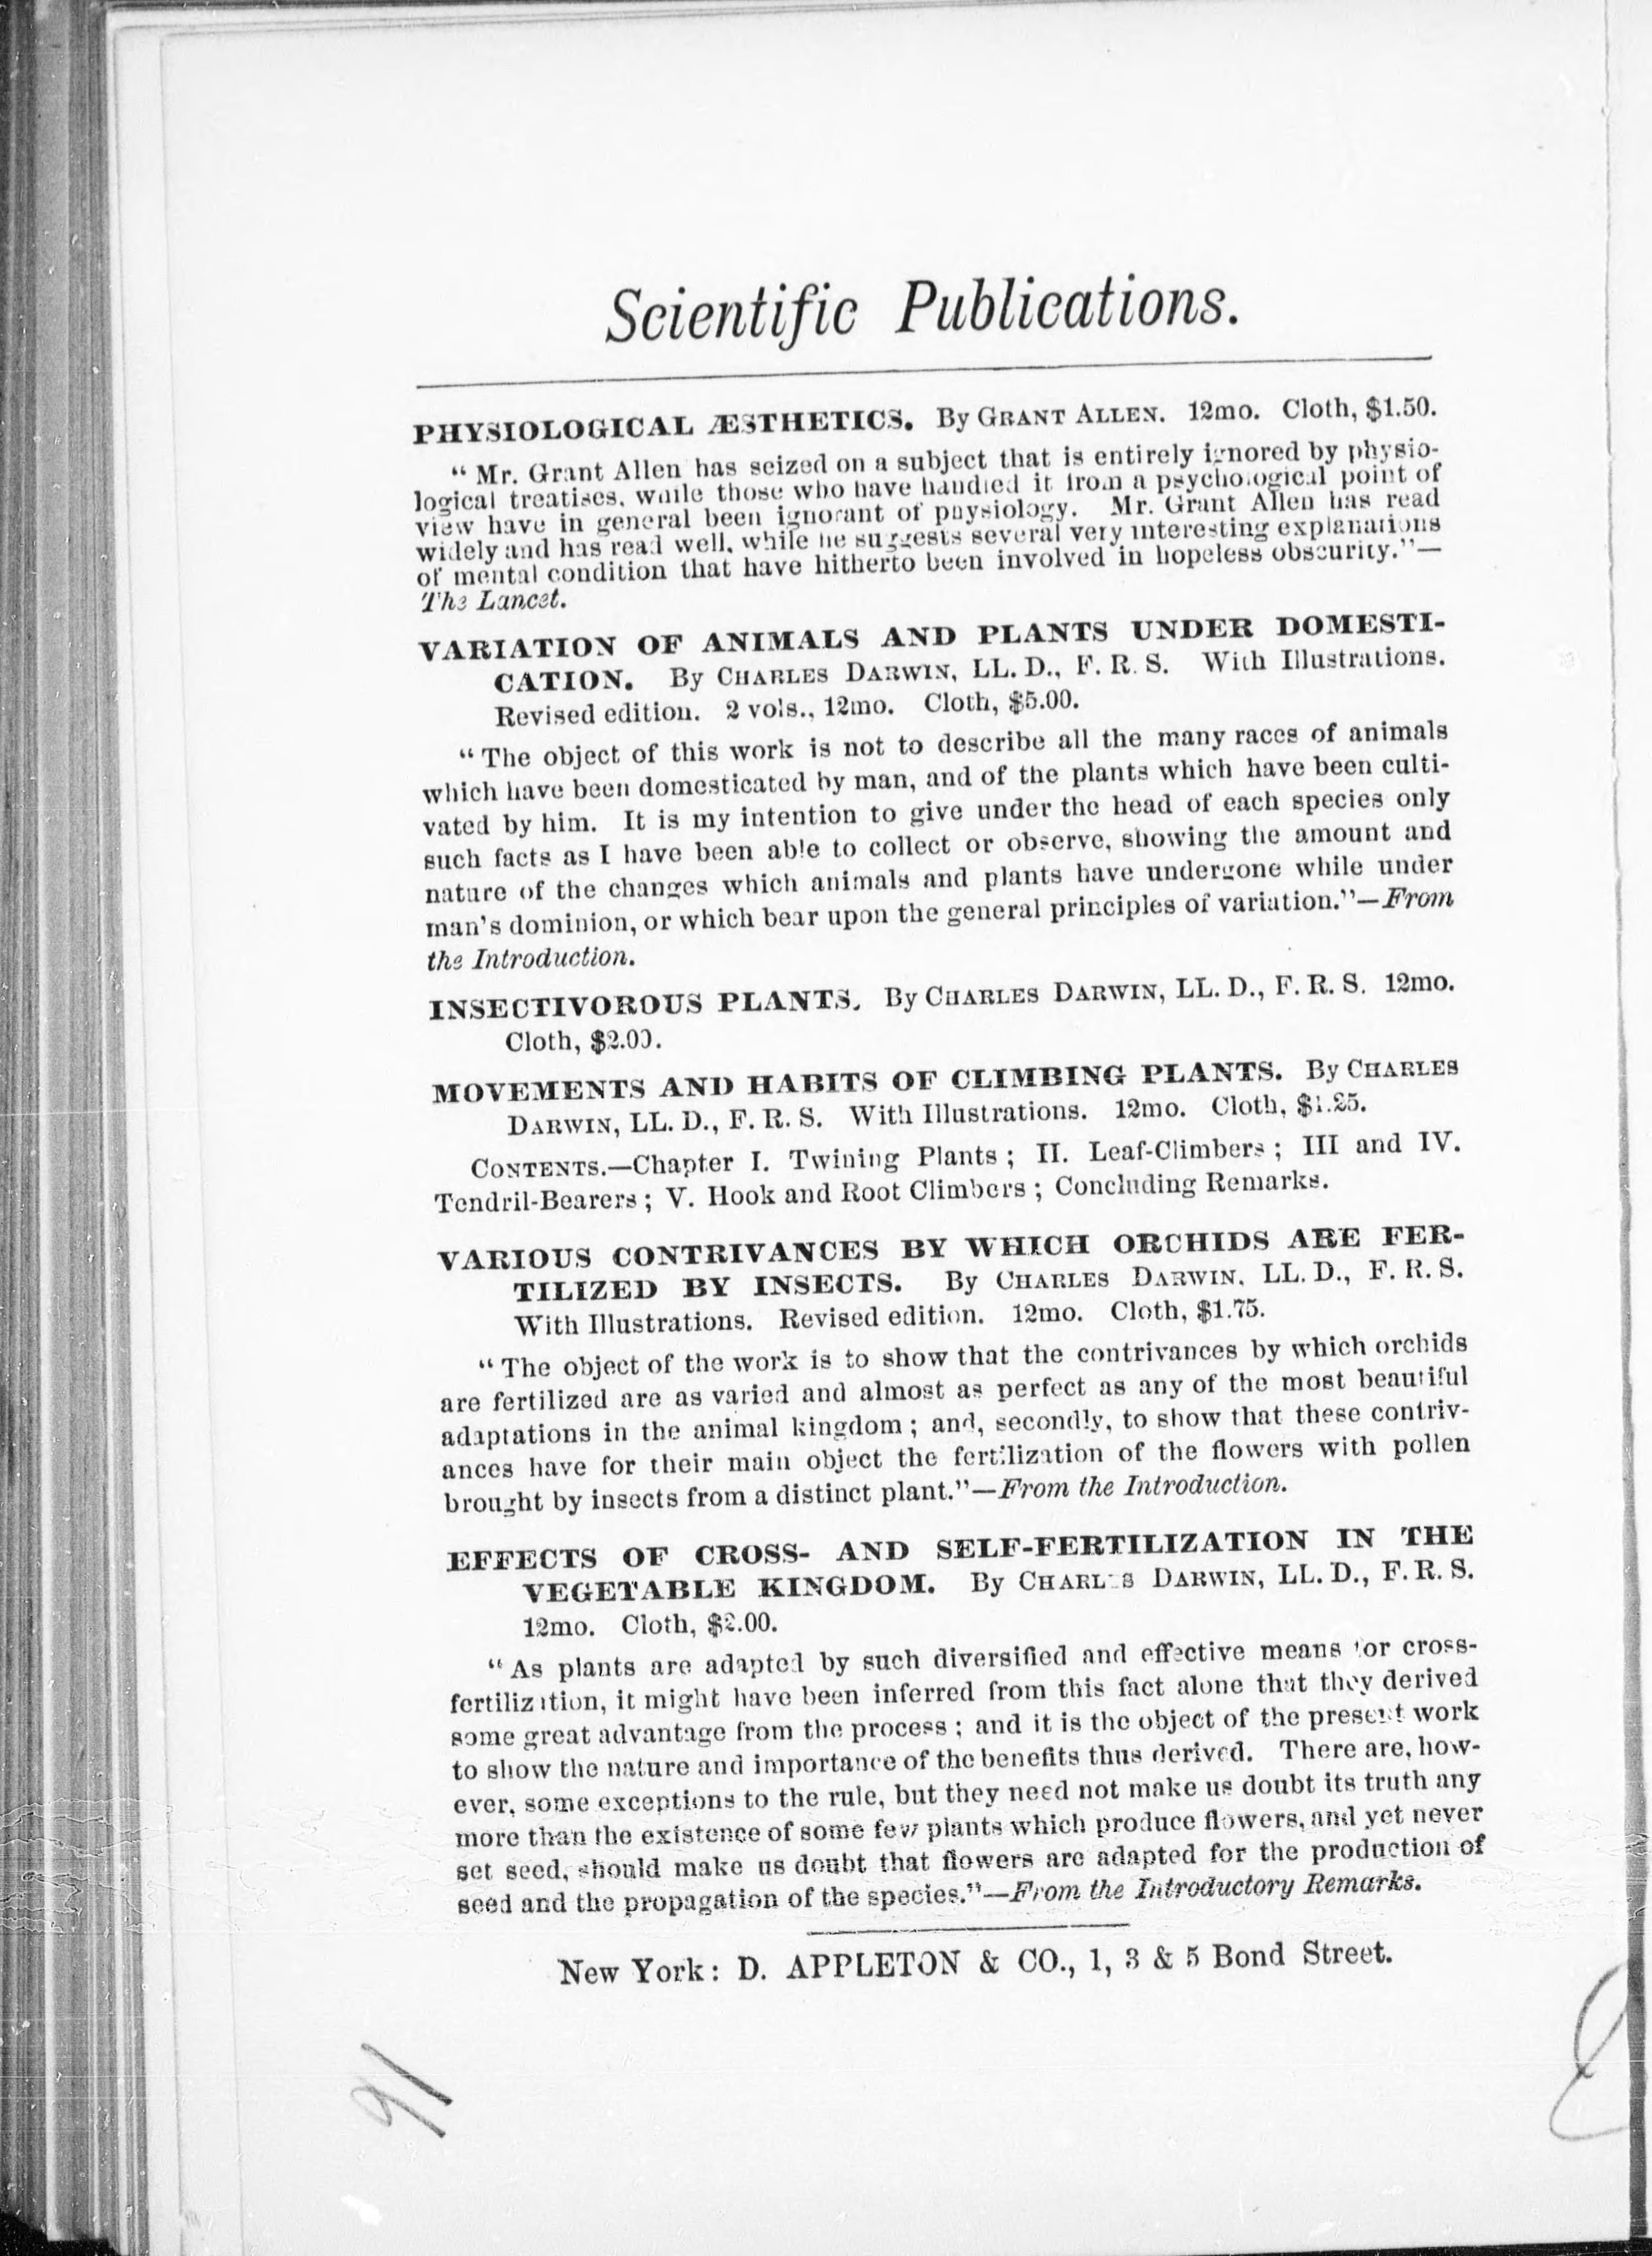 Scientific Publications.
PHYSIOLOGICAL ÆSTHETICS. By GRANT ALLEN. 12mo. Cloth, $1.50.
“Mr. Grant Allen has seized on a subject that is entirely ignored by physio-
logical treatises, while those who have handled it from a psychological point of
view have in general been ignorant of physiology. Mr. Grant Allen has read
widely and has read well, while he suggests several very interesting explanations
of mental condition that have hitherto been involved in hopeless obscurity.”—
The Lancet.
VARIATION OF ANIMALS AND PLANTS UNDER DOMESTI-
CATION. By CHARLES DARWIN, LL. D., F. R. S. With Illustrations.
Revised edition. 2 vols., 12mo. Cloth, $5.00.
“The object of this work is not to describe all the many races of animals
which have been domesticated by man, and of the plants which have been culti-
vated by him. It is my intention to give under the head of each species only
such facts as I have been able to collect or observe, showing the amount and
nature of the changes which animals and plants have undergone while under
man's dominion, or which bear upon the general principles of variation.”—From
the Introduction.
INSECTIVOROUS PLANTS. By CHARLES DARWIN, LL. D., F. R. S. 12mo.
Cloth, $2.00.
MOVEMENTS AND HABITS OF CLIMBING PLANTS. By CHARLES
DARWIN, LL. D., F. R. S. With Illustrations. 12mo. Cloth, $1.25.
CONTENTS.—Chapter I. Twining Plants; II. Leaf-Climbers; III and IV.
Tendril-Bearers; V. Hook and Root Climbers; Concluding Remarks.
VARIOUS CONTRIVANCES BY WHICH ORCHIDS ARE FER-
TILIZED BY INSECTS. By CHARLES DARWIN, LL. D., F. R. S.
With Illustrations. Revised edition. 12mo. Cloth, $1.75.
“The object of the work is to show that the contrivances by which orchids
are fertilized are as varied and almost as perfect as any of the most beautiful
adaptations in the animal kingdom; and, secondly, to show that these contriv-
ances have for their main object the fertilization of the flowers with pollen
brought by insects from a distinct plant.”—From the Introduction.
EFFECTS OF CROSS- AND SELF-FERTILIZATION IN THE
VEGETABLE KINGDOM. By CHARLES DARWIN, LL. D., F. R. S.
12mo. Cloth, $2.00.
“As plants are adapted by such diversified and effective means for cross-
fertilization, it might have been inferred from this fact alone that they derived
some great advantage from the process; and it is the object of the present work
to show the nature and importance of the benefits thus derived. There are, how-
ever, some exceptions to the rule, but they need not make us doubt its truth any
more than the existence of some few plants which produce flowers, and yet never
set seed, should make us doubt that flowers are adapted for the production of
seed and the propagation of the species.”—From the Introductory Remarks.
New York: D. APPLETON & CO., 1, 3 & 5 Bond Street.